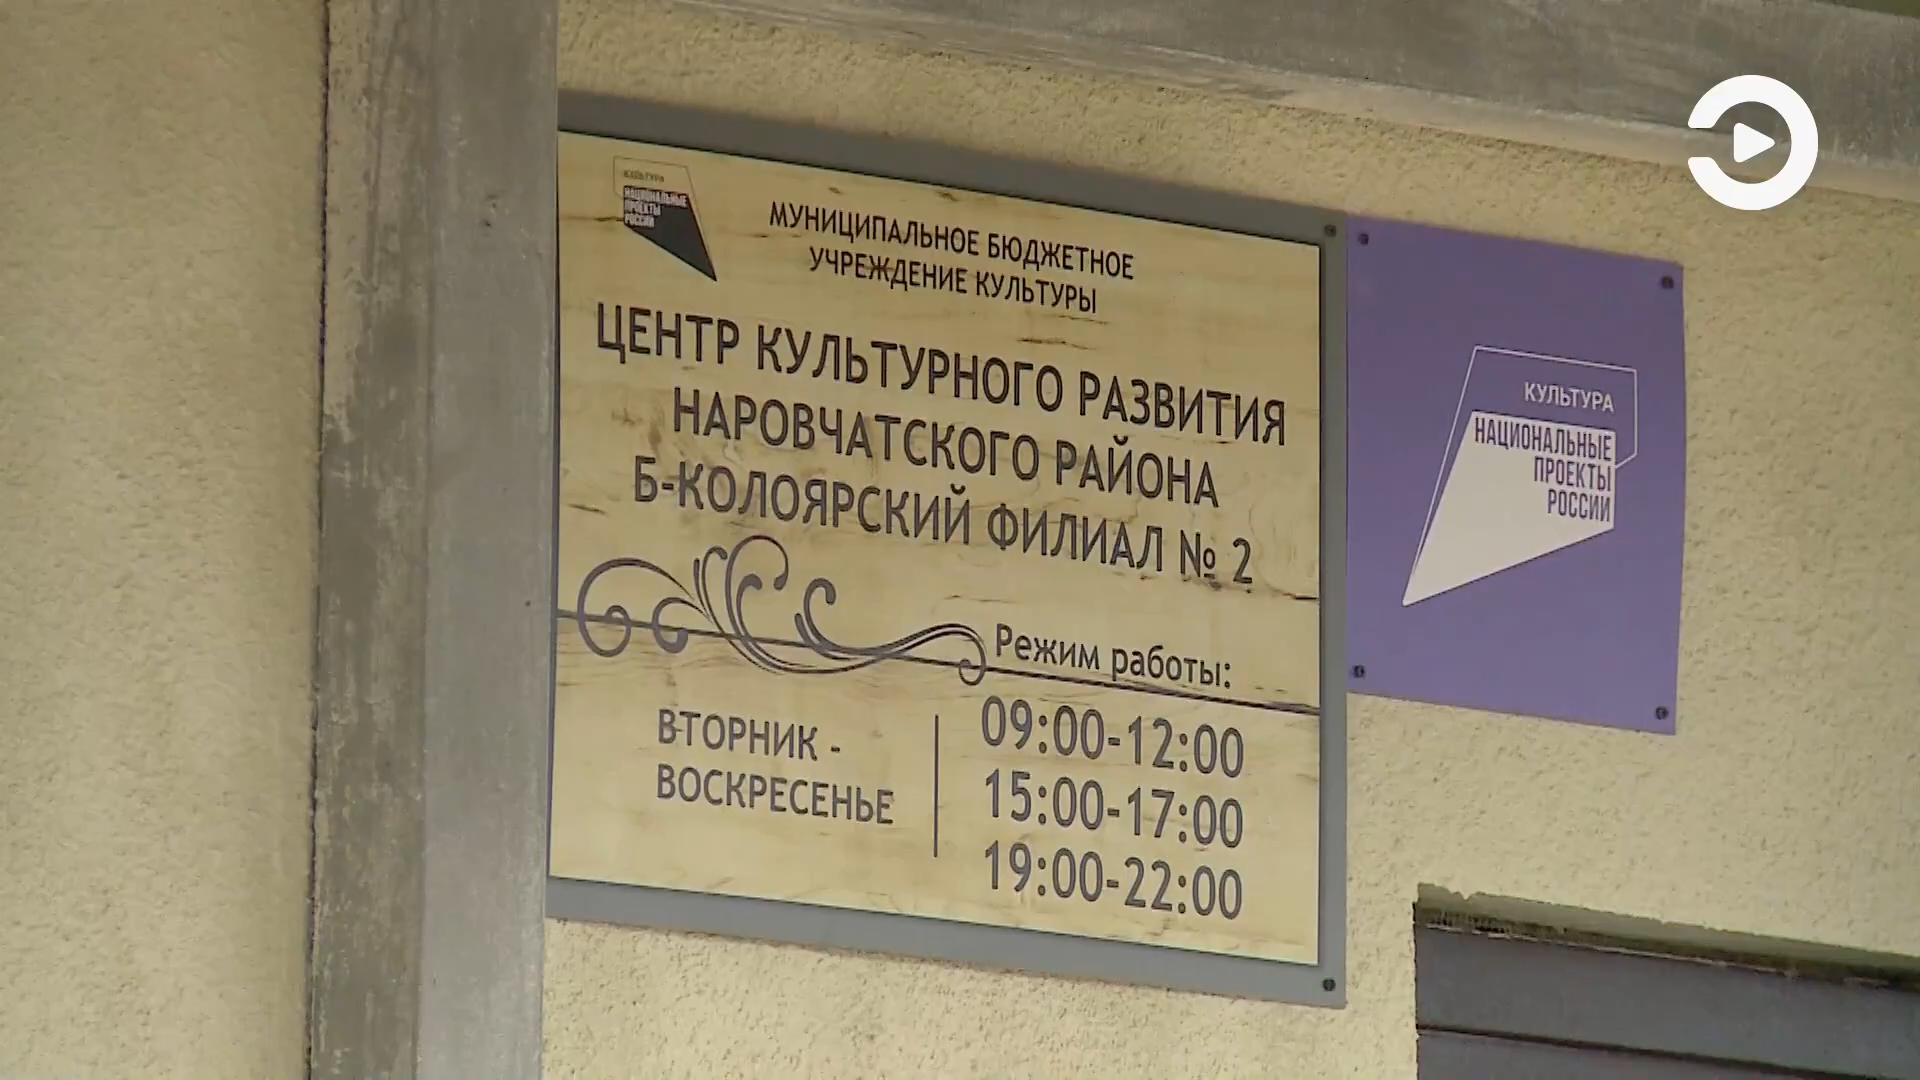 КУЛЬТУРА
НАЦИОНАЛЬНЫЕ
ПРОЕКТЫ
РОССИИ
МУНИЦИПАЛЬНОЕ БЮДЖЕТНОЕ
УЧРЕЖДЕНИЕ КУЛЬТУРЫ
ЦЕНТР КУЛЬТУРНОГО РАЗВИТИЯ
НАРОВЧАТСКОГО РАЙОНА
Б-КОЛОЯРСКИЙ ФИЛИАЛ № 2
Режим работы:
ВТОРНИК -
ВОСКРЕСЕНЬЕ
09:00-12:00
15:00-17:00
19:00-22:00
КУЛЬТУРА
НАЦИОНАЛЬНЫЕ
ПРОЕКТЫ
РОССИИ